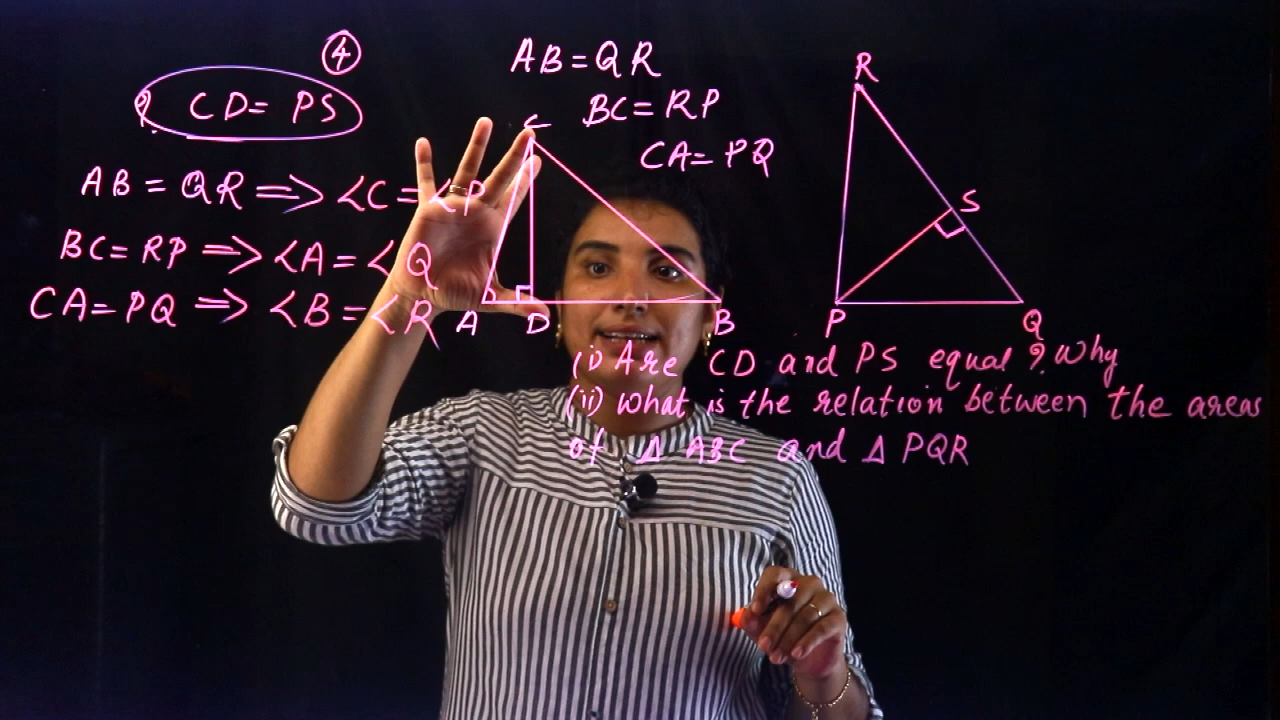 4
CD = PS
AB = QR
BC = RP
CA = PQ
AB = QR => ∠C = ∠P
BC = RP => ∠A = ∠Q
CA = PQ => ∠B = ∠R
C
A
D
B
R
S
P
Q
(i) Are CD and PS equal ? Why
(ii) What is the relation between the areas
of Δ ABC and Δ PQR